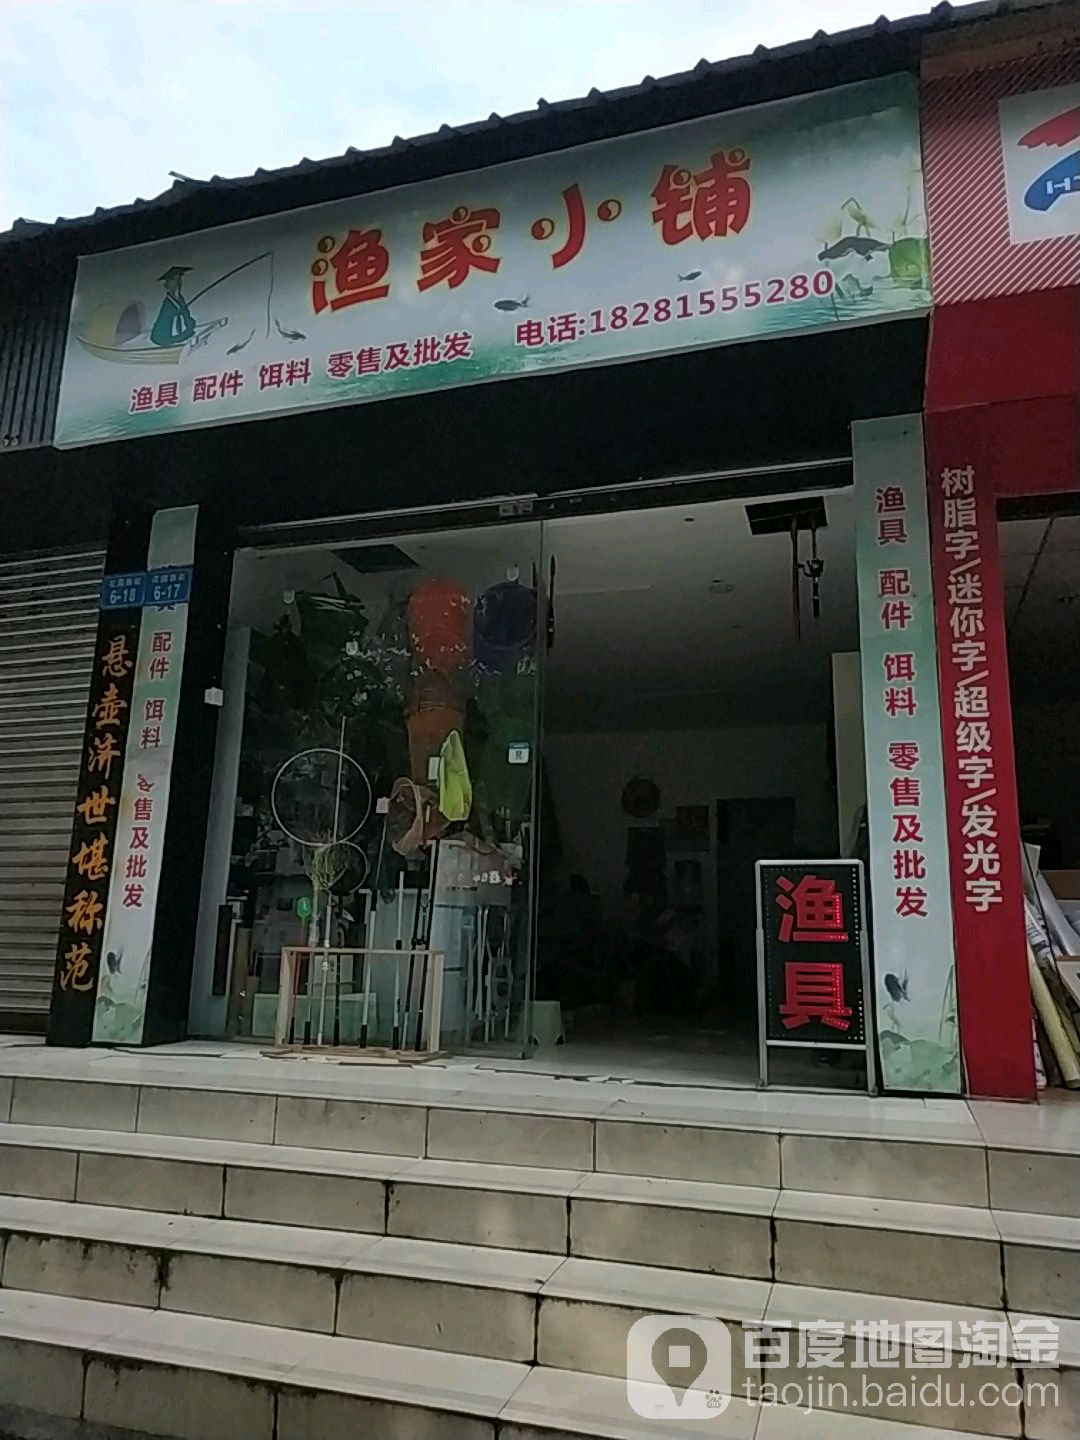 渔家小铺
渔具 配件 饵料 零售及批发 电话:18281555280
6-18
6-17
悬壶济世堪称范
具 配件 饵料 零售及批发
渔具 配件 饵料 零售及批发
树脂字/迷你字/超级字/发光字
渔具
百度地图淘金
taojin.baidu.com